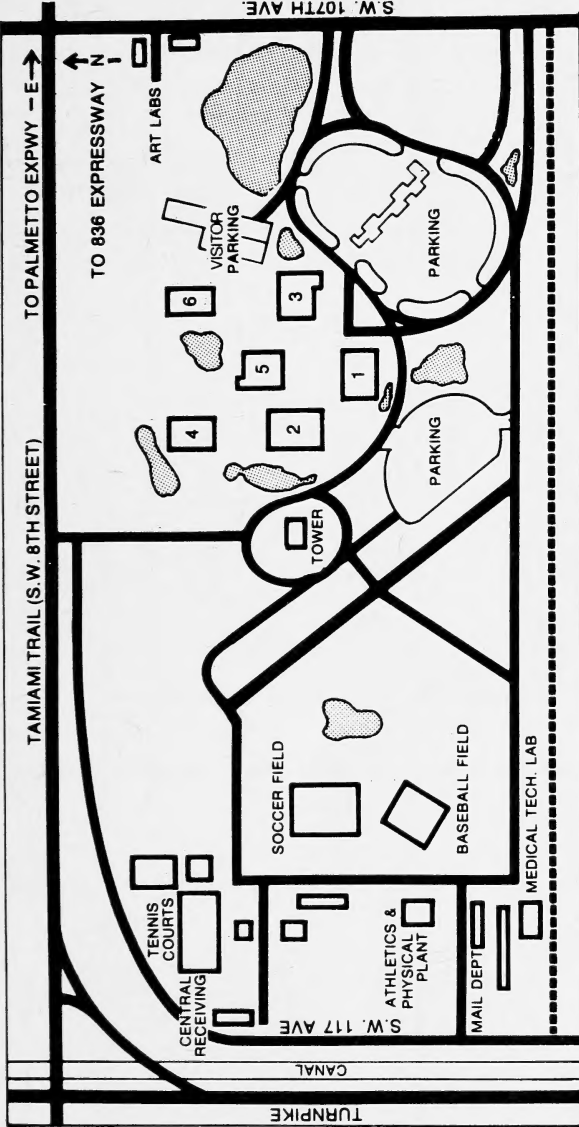 TAMIAMI TRAIL (S.W. 8TH STREET)
TO PALMETTO EXPWY – E →
TO 836 EXPRESSWAY
N
S.W. 107TH AVE.
ART LABS
VISITOR
PARKING
6
3
5
4
2
1
PARKING
PARKING
TOWER
SOCCER FIELD
BASEBALL FIELD
TENNIS
COURTS
CENTRAL
RECEIVING
ATHLETICS &
PHYSICAL
PLANT
S.W. 117 AVE
MAIL DEPT.
MEDICAL TECH. LAB
CANAL
TURNPIKE